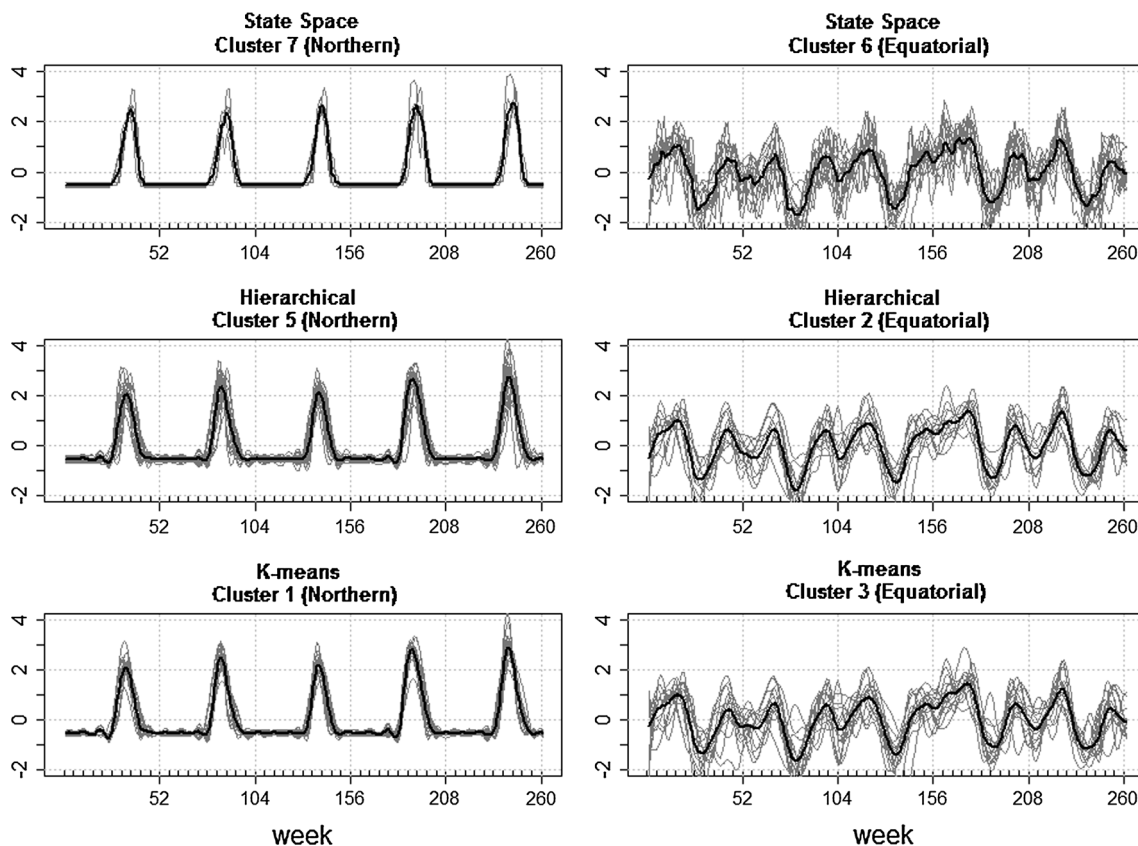 State Space
Cluster 7 (Northern)
4
2
0
-2
52 104 156 208 260
State Space
Cluster 6 (Equatorial)
4
2
0
-2
52 104 156 208 260
Hierarchical
Cluster 5 (Northern)
4
2
0
-2
52 104 156 208 260
Hierarchical
Cluster 2 (Equatorial)
4
2
0
-2
52 104 156 208 260
K-means
Cluster 1 (Northern)
4
2
0
-2
52 104 156 208 260
week
K-means
Cluster 3 (Equatorial)
4
2
0
-2
52 104 156 208 260
week